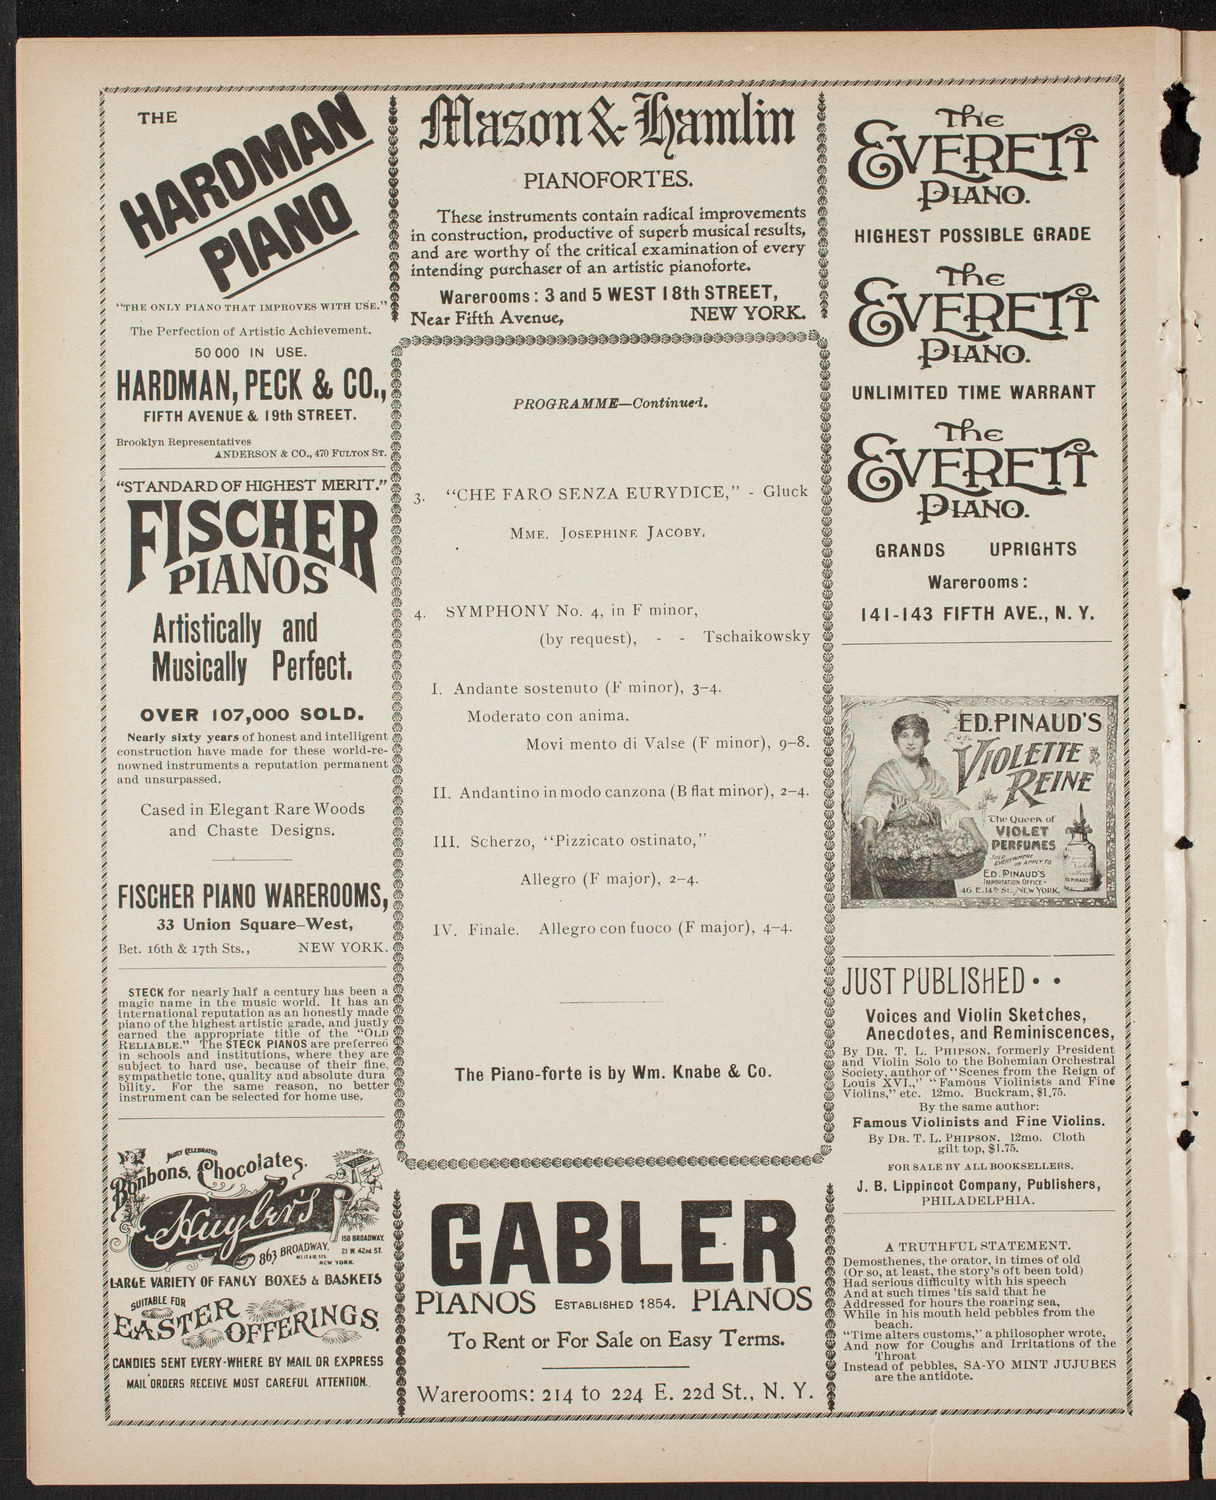 THE
HARDMAN
PIANO
"THE ONLY PIANO THAT IMPROVES WITH USE."
The Perfection of Artistic Achievement.
50 000 IN USE.
HARDMAN, PECK & CO.,
FIFTH AVENUE & 19th STREET.
Brooklyn Representatives
ANDERSON & CO., 470 FULTON ST.
"STANDARD OF HIGHEST MERIT."
FISCHER
PIANOS
Artistically and
Musically Perfect.
OVER 107,000 SOLD.
Nearly sixty years of honest and intelligent
construction have made for these world-re-
nowned instruments a reputation permanent
and unsurpassed.
Cased in Elegant Rare Woods
and Chaste Designs.
FISCHER PIANO WAREROOMS,
33 Union Square–West,
Bet. 16th & 17th Sts., NEW YORK.
STECK for nearly half a century has been a
magic name in the music world. It has an
international reputation as an honestly made
piano of the highest artistic grade, and justly
earned the appropriate title of the "OLD
RELIABLE." The STECK PIANOS are preferred
in schools and institutions, where they are
subject to hard use, because of their fine,
sympathetic tone, quality and absolute dura
bility. For the same reason, no better
instrument can be selected for home use.
JUSTLY CELEBRATED
Bonbons, Chocolates.
Huyler's
863 BROADWAY.
150 BROADWAY.
21 W. 42nd ST.
NEW YORK.
LARGE VARIETY OF FANCY BOXES & BASKETS
SUITABLE FOR
EASTER
OFFERINGS.
CANDIES SENT EVERY-WHERE BY MAIL OR EXPRESS
MAIL ORDERS RECEIVE MOST CAREFUL ATTENTION.
Mason & Hamlin
PIANOFORTES.
These instruments contain radical improvements
in construction, productive of superb musical results,
and are worthy of the critical examination of every
intending purchaser of an artistic pianoforte.
Warerooms: 3 and 5 WEST 18th STREET,
Near Fifth Avenue, NEW YORK.
PROGRAMME—Continued.
3. "CHE FARO SENZA EURYDICE," - Gluck
MME. JOSEPHINE JACOBY.
4. SYMPHONY No. 4, in F minor,
(by request), - - Tschaikowsky
I. Andante sostenuto (F minor), 3–4.
Moderato con anima.
Movi mento di Valse (F minor), 9–8.
II. Andantino in modo canzona (B flat minor), 2–4.
III. Scherzo, "Pizzicato ostinato,"
Allegro (F major), 2–4.
IV. Finale. Allegro con fuoco (F major), 4–4.
The Piano-forte is by Wm. Knabe & Co.
GABLER
PIANOS ESTABLISHED 1854. PIANOS
To Rent or For Sale on Easy Terms.
Warerooms: 214 to 224 E. 22d St., N. Y.
The
EVERETT
PIANO.
HIGHEST POSSIBLE GRADE
The
EVERETT
PIANO.
UNLIMITED TIME WARRANT
The
EVERETT
PIANO.
GRANDS UPRIGHTS
Warerooms:
141-143 FIFTH AVE., N. Y.
ED. PINAUD'S
VIOLETTE
REINE
The Queen of
VIOLET
PERFUMES
SOLD EVERYWHERE
OR APPLY TO
ED. PINAUD'S
IMPORTATION OFFICE-
46 E. 14th ST., NEW YORK.
JUST PUBLISHED · ·
Voices and Violin Sketches,
Anecdotes, and Reminiscences,
By DR. T. L. PHIPSON, formerly President
and Violin Solo to the Bohemian Orchestral
Society, author of "Scenes from the Reign of
Louis XVI.," "Famous Violinists and Fine
Violins," etc. 12mo. Buckram, $1.75.
By the same author:
Famous Violinists and Fine Violins.
By DR. T. L. PHIPSON. 12mo. Cloth
gilt top, $1.75.
FOR SALE BY ALL BOOKSELLERS.
J. B. Lippincot Company, Publishers,
PHILADELPHIA.
A TRUTHFUL STATEMENT.
Demosthenes, the orator, in times of old
(Or so, at least, the story's oft been told)
Had serious difficulty with his speech
And at such times 'tis said that he
Addressed for hours the roaring sea,
While in his mouth held pebbles from the
beach.
"Time alters customs," a philosopher wrote,
And now for Coughs and Irritations of the
Throat
Instead of pebbles, SA-YO MINT JUJUBES
are the antidote.